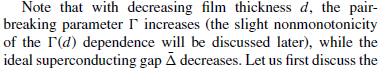 Note that with decreasing film thickness d, the pair-
breaking parameter Γ increases (the slight nonmonotonicity
of the Γ(d) dependence will be discussed later), while the
ideal superconducting gap Δ̄ decreases. Let us first discuss the